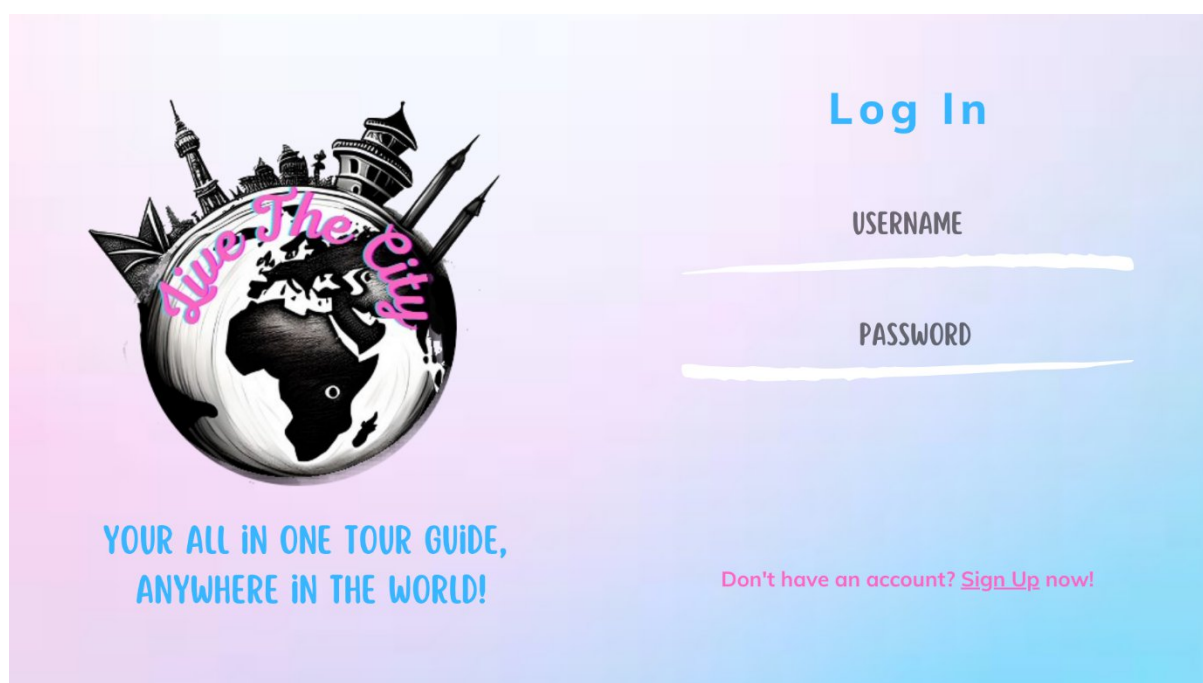 Live The City
YOUR ALL IN ONE TOUR GUIDE,
ANYWHERE IN THE WORLD!
Log In
USERNAME
PASSWORD
Don't have an account? Sign Up now!